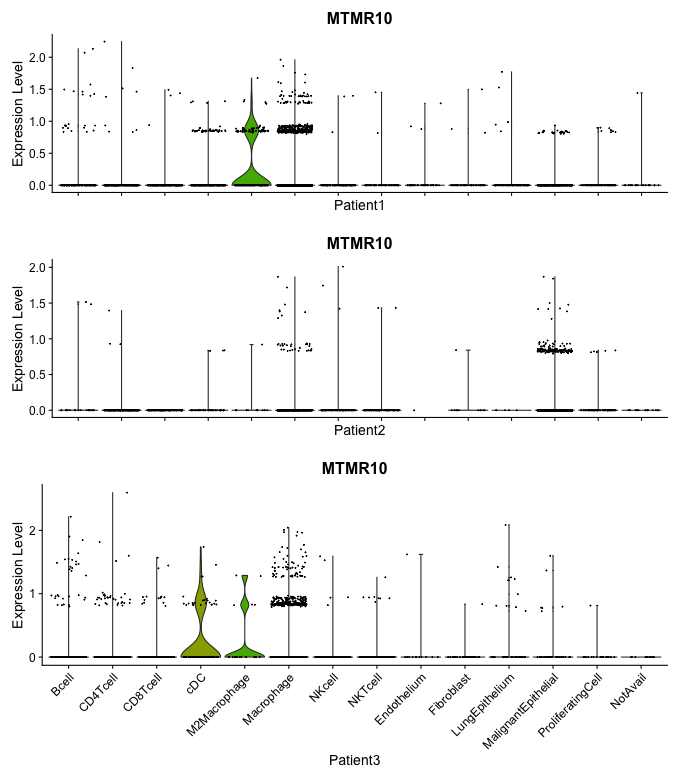 MTMR10
Expression Level
2.0
1.5
1.0
0.5
0.0
Patient1
MTMR10
Expression Level
2.0
1.5
1.0
0.5
0.0
Patient2
MTMR10
Expression Level
2
1
0
Bcell
CD4Tcell
CD8Tcell
cDC
M2Macrophage
Macrophage
NKcell
NKTcell
Endothelium
Fibroblast
LungEpithelium
MalignantEpithelial
ProliferatingCell
NotAvail
Patient3